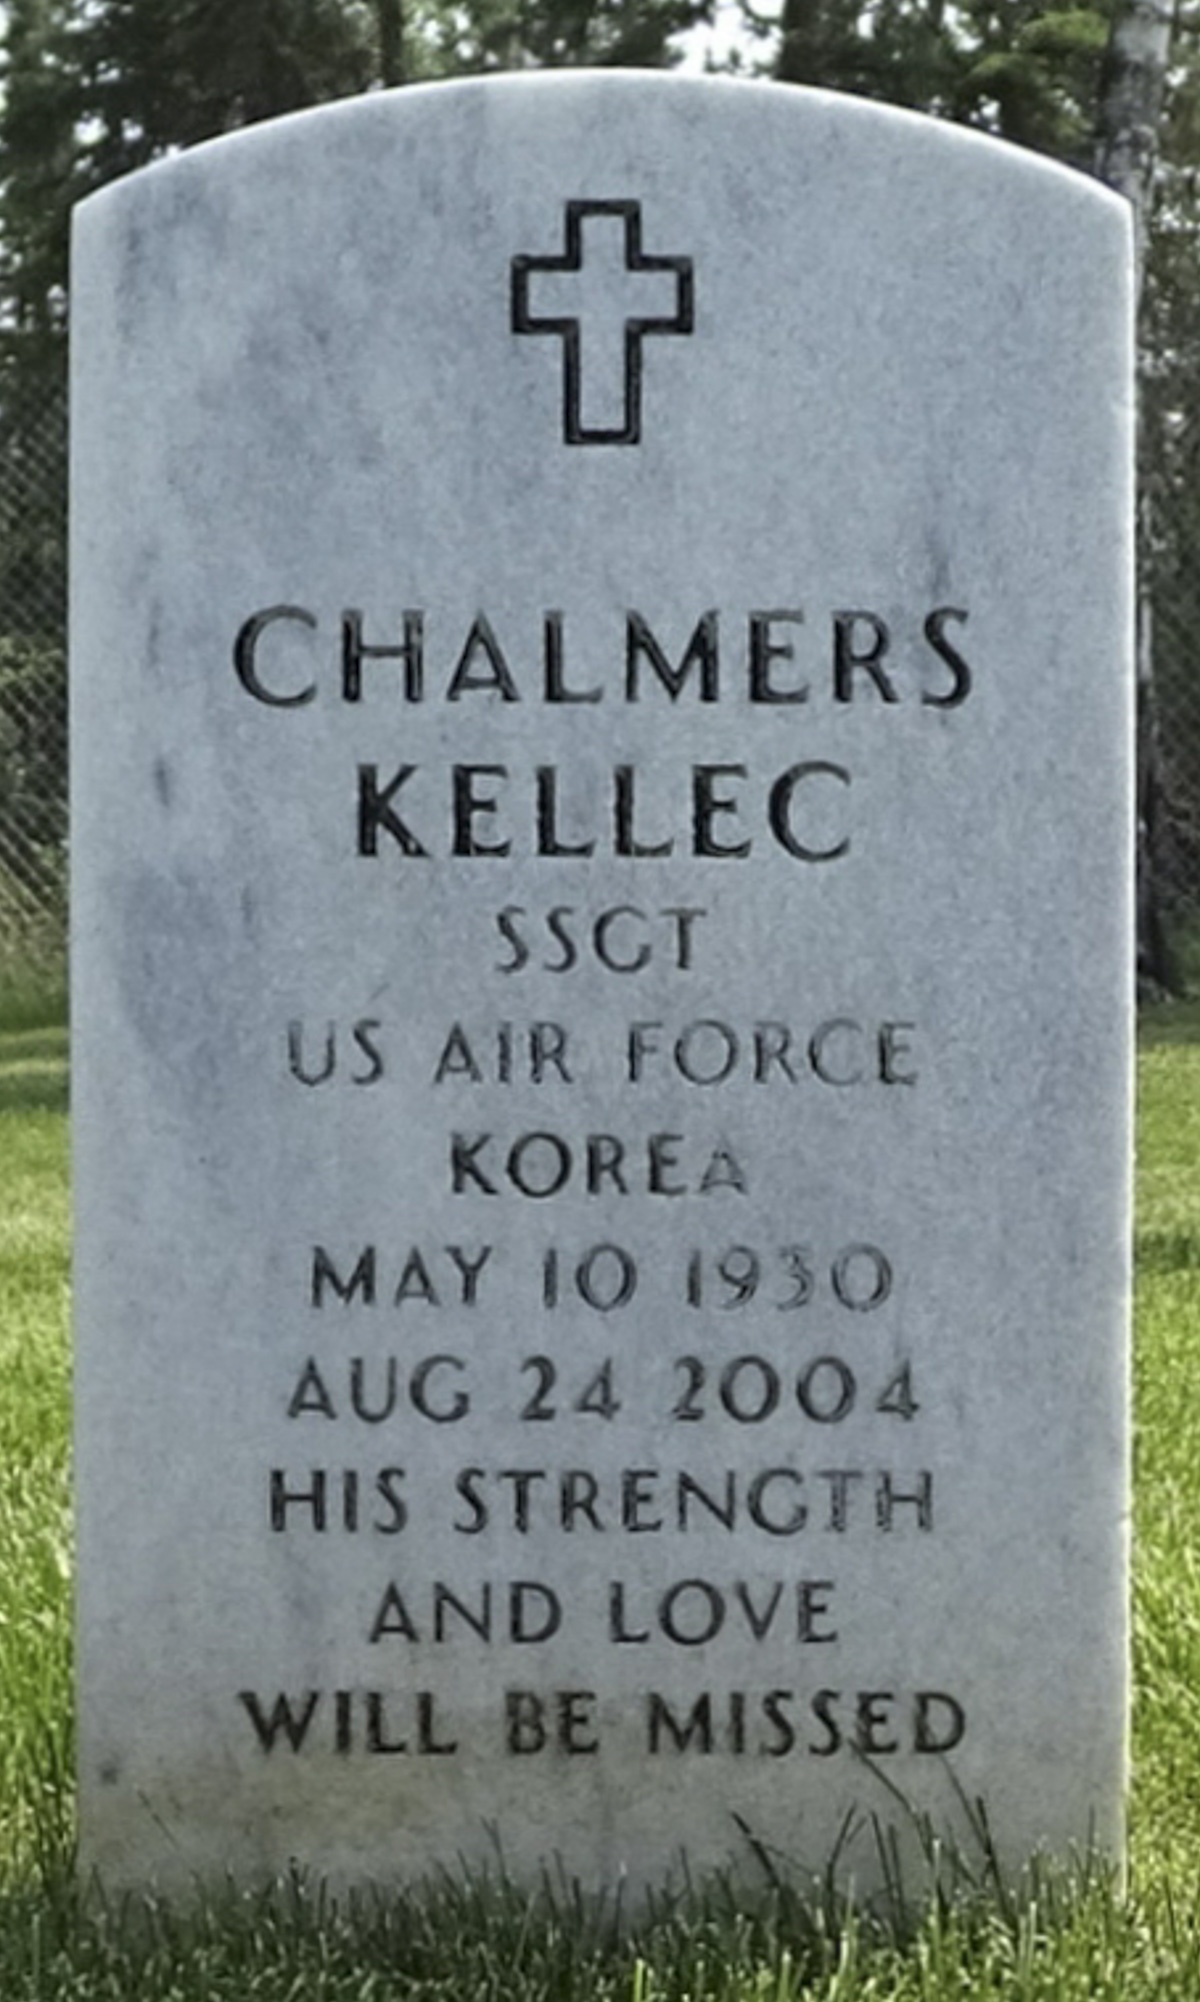 CHALMERS
KELLEC
SSGT
US AIR FORCE
KOREA
MAY 10 1930
AUG 24 2004
HIS STRENGTH
AND LOVE
WILL BE MISSED